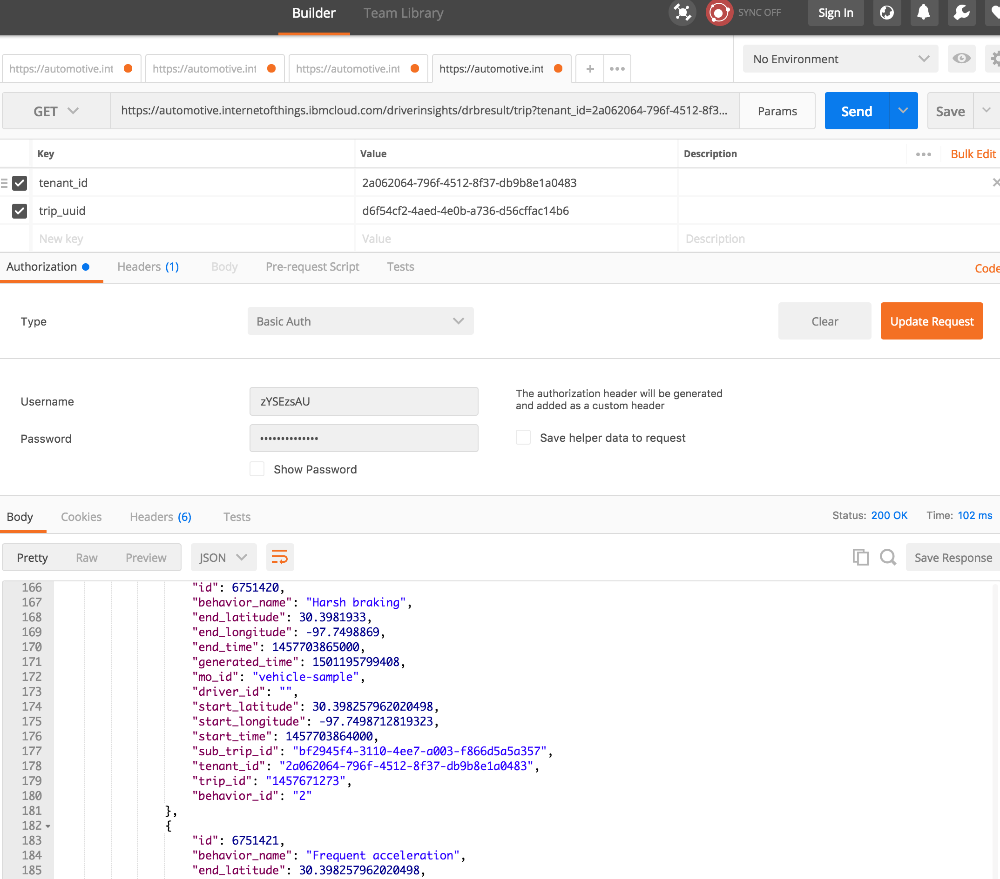 Builder Team Library SYNC OFF Sign In
https://automotive.int https://automotive.int https://automotive.int https://automotive.int + ••• No Environment
GET https://automotive.internetofthings.ibmcloud.com/driverinsights/drbresult/trip?tenant_id=2a062064-796f-4512-8f3... Params Send Save
Key Value Description ••• Bulk Edit
tenant_id 2a062064-796f-4512-8f37-db9b8e1a0483
trip_uuid d6f54cf2-4aed-4e0b-a736-d56cffac14b6
New key Value Description
Authorization Headers (1) Body Pre-request Script Tests Code
Type Basic Auth Clear Update Request
Username zYSEzsAU The authorization header will be generated
and added as a custom header
Password •••••••••••••• Save helper data to request
Show Password
Body Cookies Headers (6) Tests Status: 200 OK Time: 102 ms
Pretty Raw Preview JSON Save Response
166 "id": 6751420,
167 "behavior_name": "Harsh braking",
168 "end_latitude": 30.3981933,
169 "end_longitude": -97.7498869,
170 "end_time": 1457703865000,
171 "generated_time": 1501195799408,
172 "mo_id": "vehicle-sample",
173 "driver_id": "",
174 "start_latitude": 30.398257962020498,
175 "start_longitude": -97.7498712819323,
176 "start_time": 1457703864000,
177 "sub_trip_id": "bf2945f4-3110-4ee7-a003-f866d5a5a357",
178 "tenant_id": "2a062064-796f-4512-8f37-db9b8e1a0483",
179 "trip_id": "1457671273",
180 "behavior_id": "2"
181 },
182 {
183 "id": 6751421,
184 "behavior_name": "Frequent acceleration",
185 "end_latitude": 30.398257962020498,